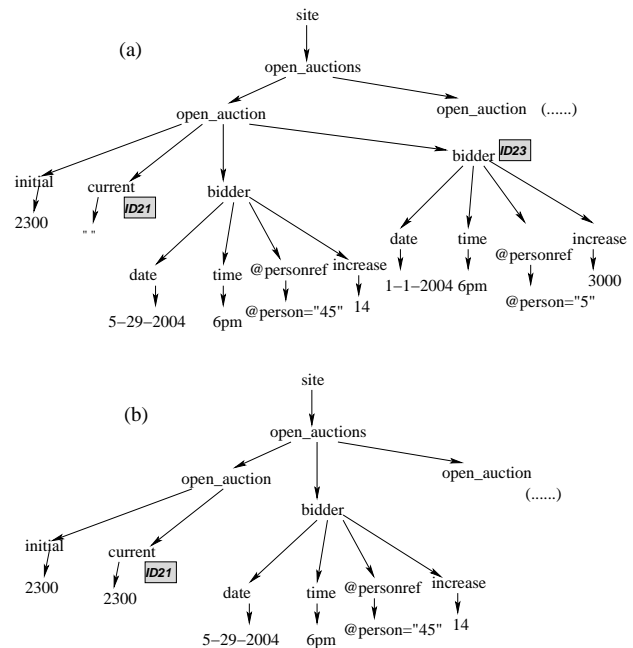 site
(a)
open_auctions
open_auction
open_auction (......)
bidder ID23
initial
current
ID21
bidder
2300
" "
date
time
@personref
increase
date
time
@personref
increase
5-29-2004
6pm
@person="45"
14
1-1-2004
6pm
@person="5"
3000
site
(b)
open_auctions
open_auction
open_auction
(......)
bidder
initial
current
ID21
2300
2300
date
time
@personref
increase
5-29-2004
6pm
@person="45"
14